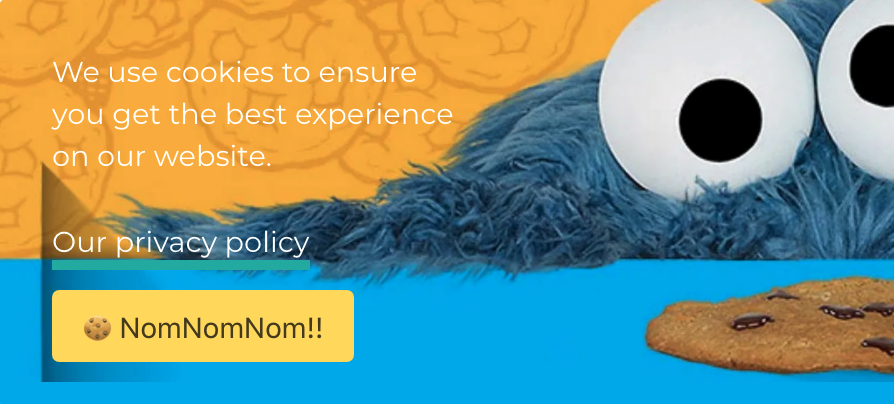 We use cookies to ensure
you get the best experience
on our website.
Our privacy policy
🍪 NomNomNom!!